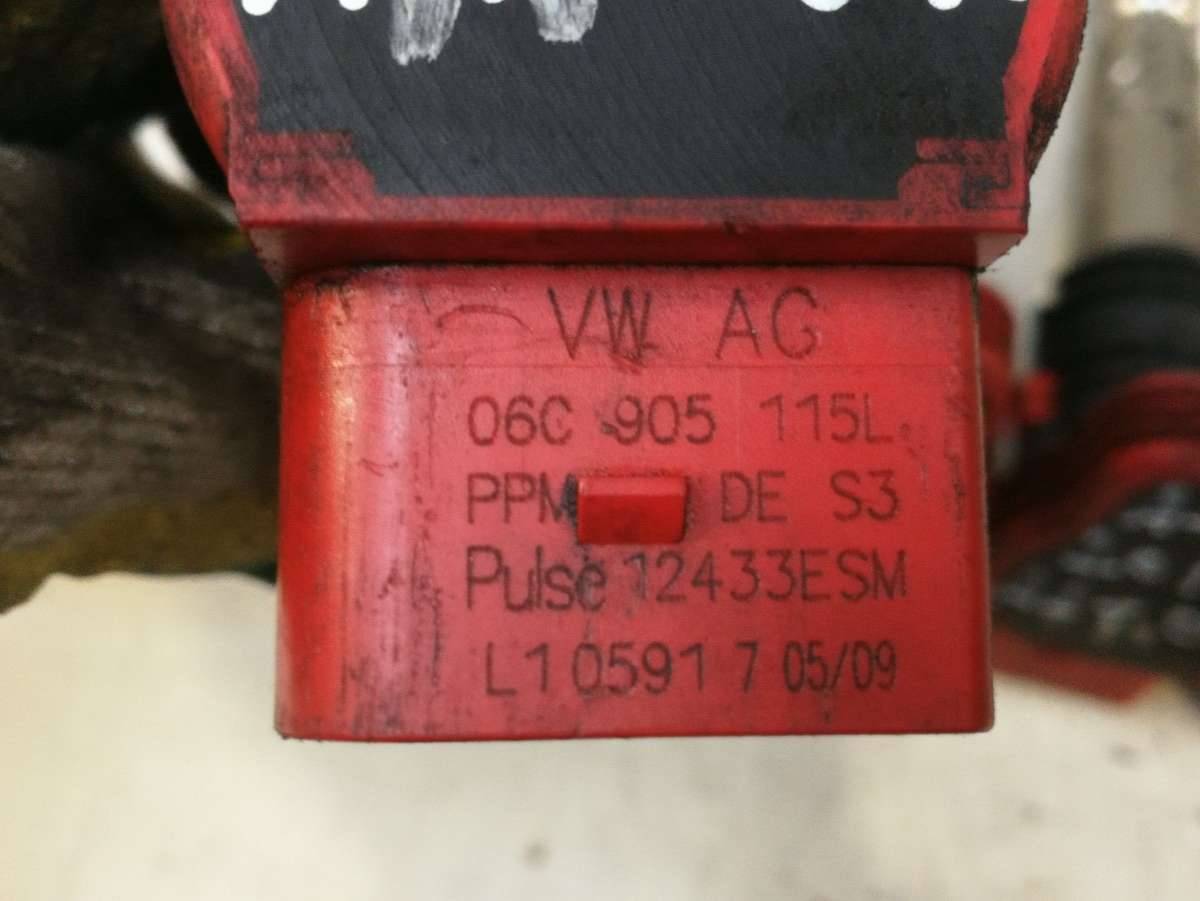 VW AG
06C 905 115L
PPM DE S3
Pulse 12433ESM
L1 0591 7 05/09